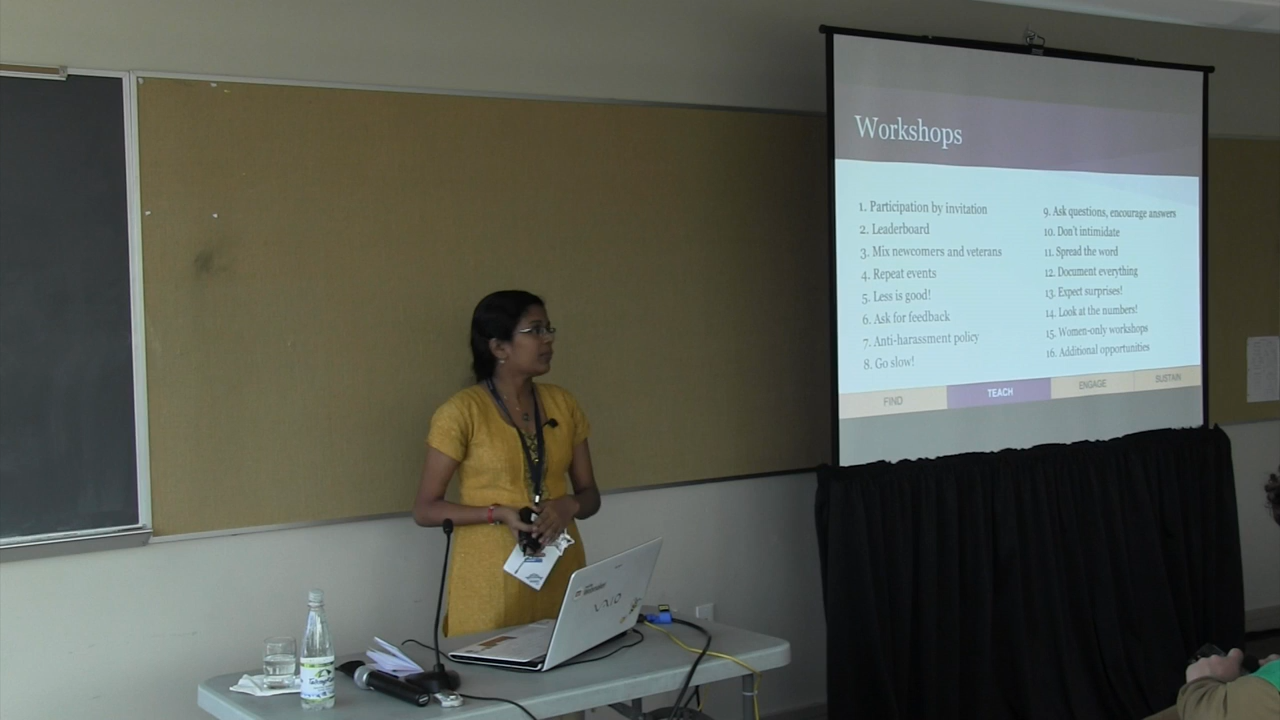 Workshops
1. Participation by invitation
2. Leaderboard
3. Mix newcomers and veterans
4. Repeat events
5. Less is good!
6. Ask for feedback
7. Anti-harassment policy
8. Go slow!
9. Ask questions, encourage answers
10. Don't intimidate
11. Spread the word
12. Document everything
13. Expect surprises!
14. Look at the numbers!
15. Women-only workshops
16. Additional opportunities
FIND
TEACH
ENGAGE
SUSTAIN
VAIO